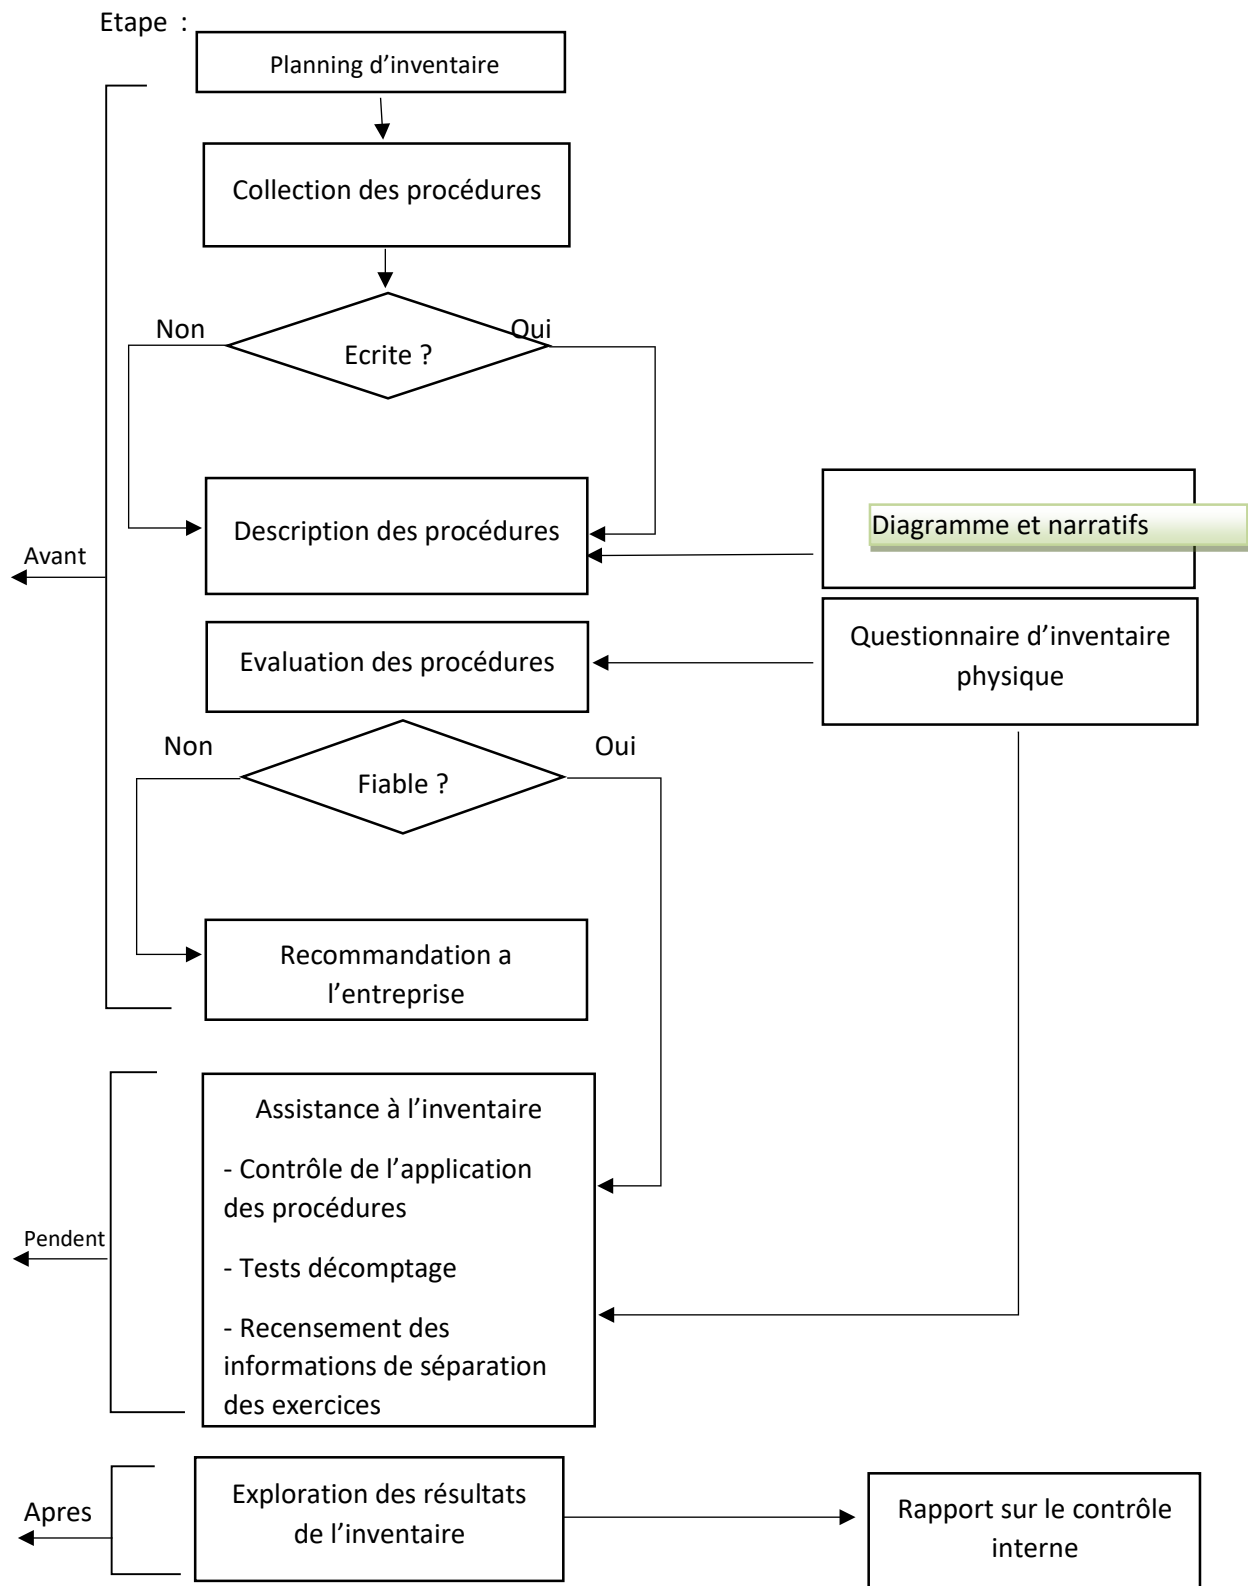 Etape :
Planning d’inventaire
Collection des procédures
Non
Oui
Ecrite ?
Description des procédures
Diagramme et narratifs
Avant
Evaluation des procédures
Questionnaire d’inventaire
physique
Non
Oui
Fiable ?
Recommandation a
l’entreprise
Assistance à l’inventaire
- Contrôle de l’application
des procédures
Pendent
- Tests décomptage
- Recensement des
informations de séparation
des exercices
Apres
Exploration des résultats
de l’inventaire
Rapport sur le contrôle
interne